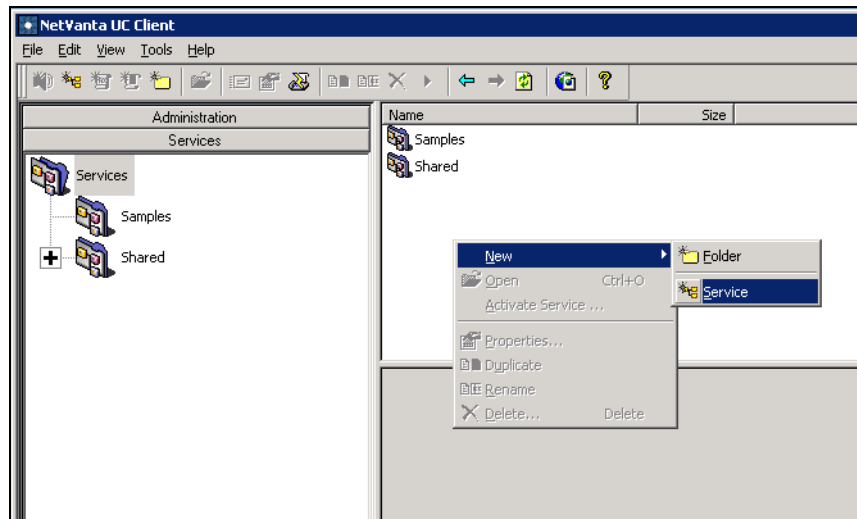 NetVanta UC Client
File Edit View Tools Help
Administration
Services
Services
Samples
Shared
Name Size
Samples
Shared
New
Open Ctrl+O
Activate Service ...
Properties...
Duplicate
Rename
Delete... Delete
Folder
Service